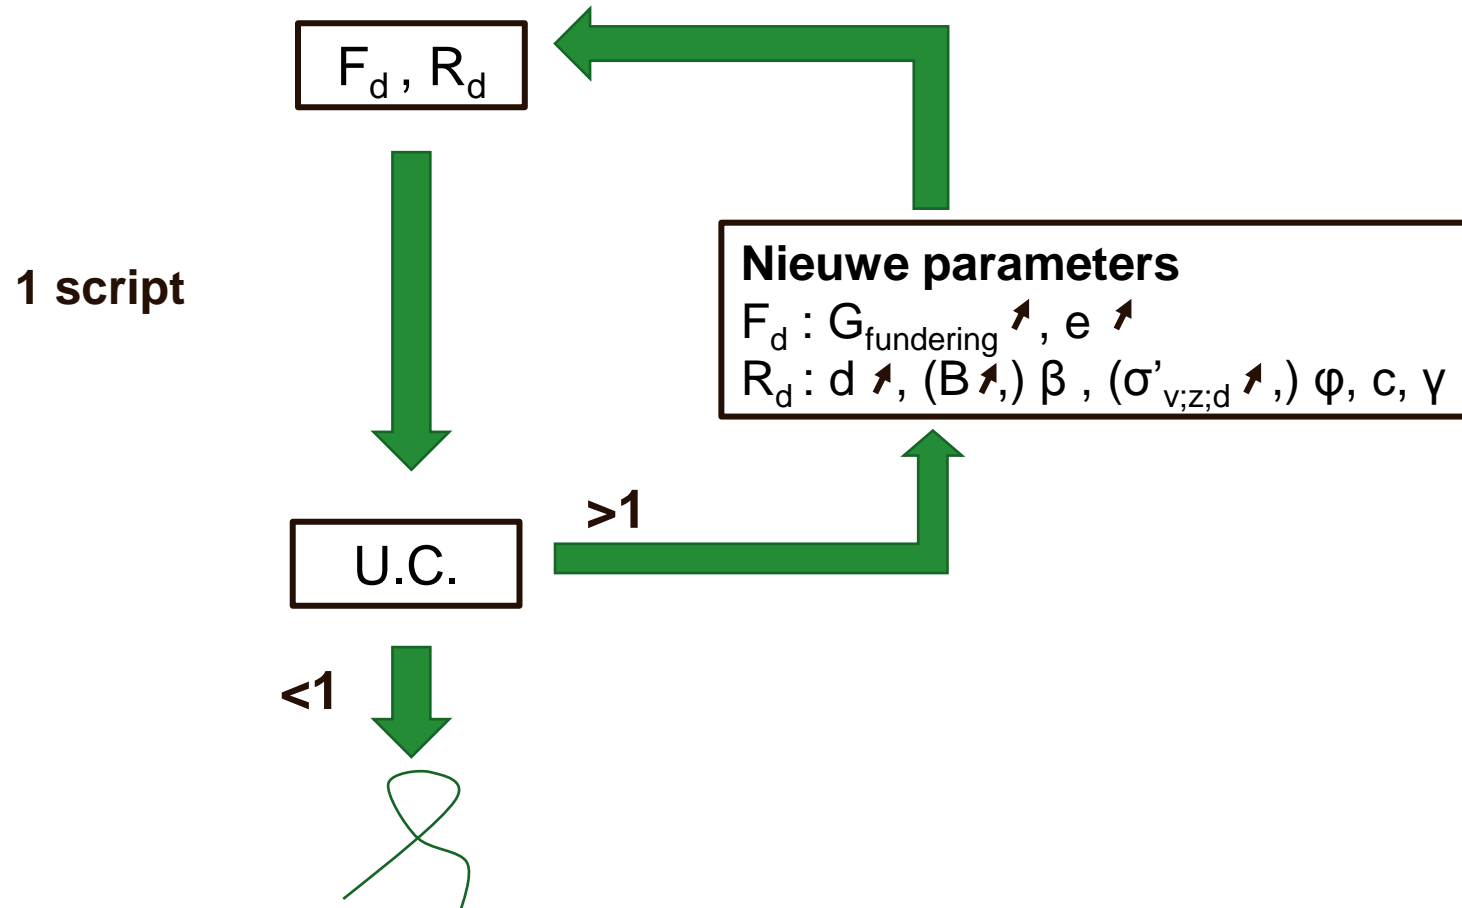 F_d , R_d
1 script
Nieuwe parameters
F_d : G_fundering ↗, e ↗
R_d : d ↗, (B ↗,) β , (σ’_v;z;d ↗,) φ, c, γ
>1
U.C.
<1